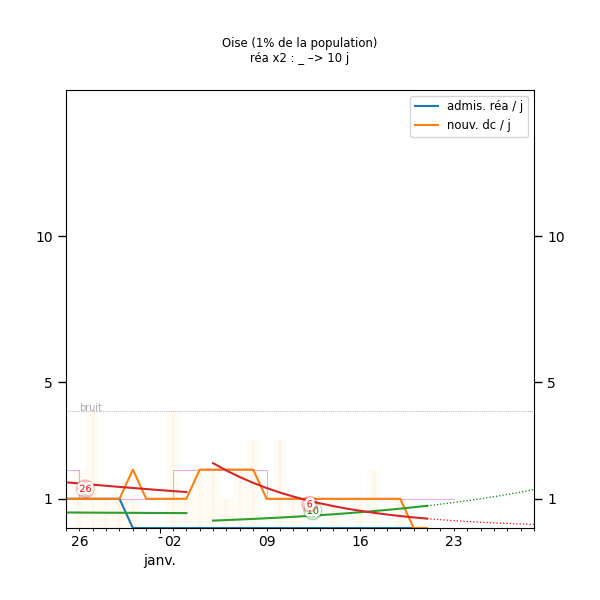 Oise (1% de la population)
réa x2 : _ –> 10 j
admis. réa / j
nouv. dc / j
10
10
5
5
bruit
26
6
10
1
1
26
02
09
16
23
janv.